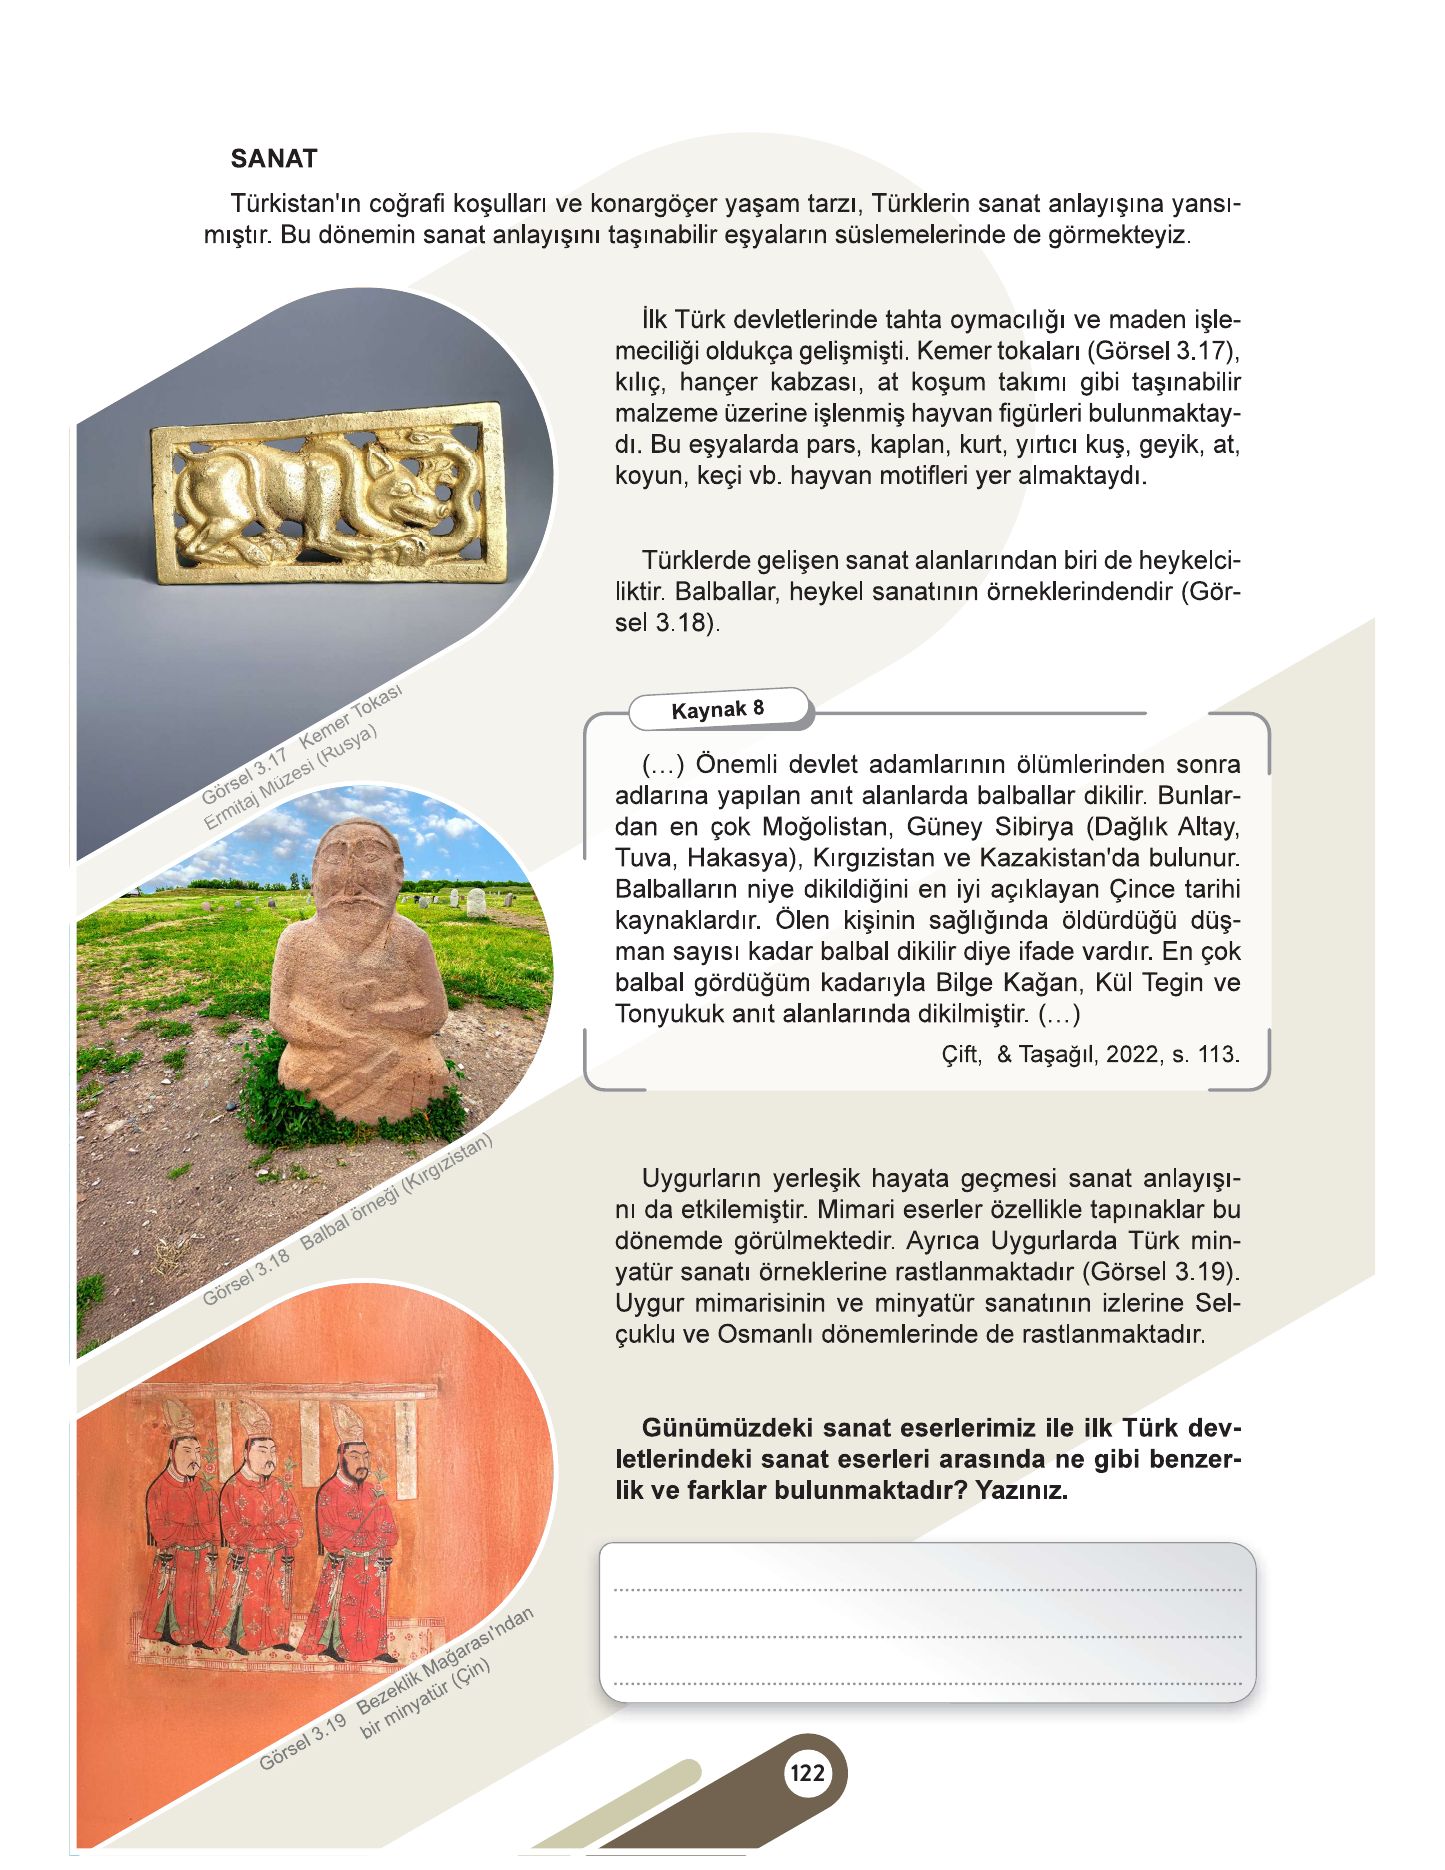 SANAT
Türkistan'ın coğrafi koşulları ve konargöçer yaşam tarzı, Türklerin sanat anlayışına yansı-
mıştır. Bu dönemin sanat anlayışını taşınabilir eşyaların süslemelerinde de görmekteyiz.
İlk Türk devletlerinde tahta oymacılığı ve maden işle-
meciliği oldukça gelişmişti. Kemer tokaları (Görsel 3.17),
kılıç, hançer kabzası, at koşum takımı gibi taşınabilir
malzeme üzerine işlenmiş hayvan figürleri bulunmaktay-
dı. Bu eşyalarda pars, kaplan, kurt, yırtıcı kuş, geyik, at,
koyun, keçi vb. hayvan motifleri yer almaktaydı.
Türklerde gelişen sanat alanlarından biri de heykelci-
liktir. Balballar, heykel sanatının örneklerindendir (Gör-
sel 3.18).
Görsel 3.17 Kemer Tokası
Ermitaj Müzesi (Rusya)
Kaynak 8
(…) Önemli devlet adamlarının ölümlerinden sonra
adlarına yapılan anıt alanlarda balballar dikilir. Bunlar-
dan en çok Moğolistan, Güney Sibirya (Dağlık Altay,
Tuva, Hakasya), Kırgızistan ve Kazakistan'da bulunur.
Balbalların niye dikildiğini en iyi açıklayan Çince tarihi
kaynaklardır. Ölen kişinin sağlığında öldürdüğü düş-
man sayısı kadar balbal dikilir diye ifade vardır. En çok
balbal gördüğüm kadarıyla Bilge Kağan, Kül Tegin ve
Tonyukuk anıt alanlarında dikilmiştir. (…)
Çift, & Taşağıl, 2022, s. 113.
Görsel 3.18 Balbal örneği (Kırgızistan)
Uygurların yerleşik hayata geçmesi sanat anlayışı-
nı da etkilemiştir. Mimari eserler özellikle tapınaklar bu
dönemde görülmektedir. Ayrıca Uygurlarda Türk min-
yatür sanatı örneklerine rastlanmaktadır (Görsel 3.19).
Uygur mimarisinin ve minyatür sanatının izlerine Sel-
çuklu ve Osmanlı dönemlerinde de rastlanmaktadır.
Günümüzdeki sanat eserlerimiz ile ilk Türk dev-
letlerindeki sanat eserleri arasında ne gibi benzer-
lik ve farklar bulunmaktadır? Yazınız.
Görsel 3.19 Bezeklik Mağarası'ndan
bir minyatür (Çin)
122